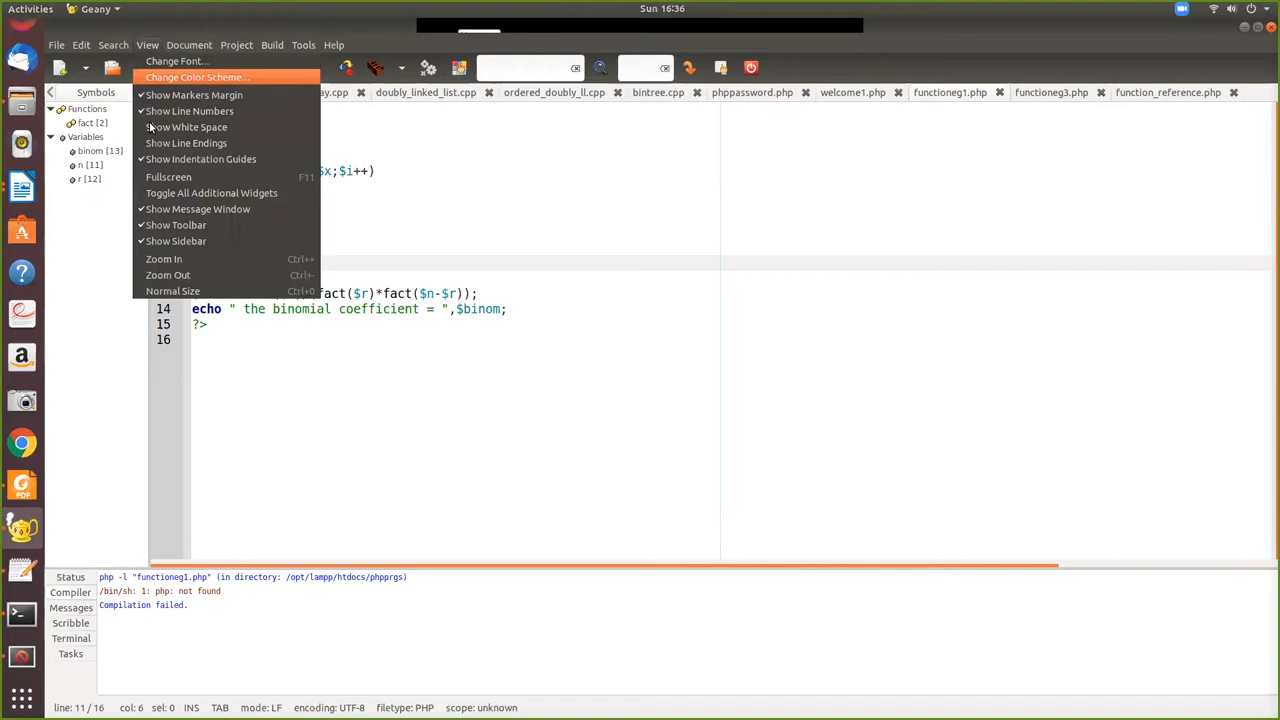 Activities
Geany
Sun 16:36
File Edit Search View Document Project Build Tools Help
Change Font...
Change Color Scheme...
Show Markers Margin
Show Line Numbers
Show White Space
Show Line Endings
Show Indentation Guides
Fullscreen F11
Toggle All Additional Widgets
Show Message Window
Show Toolbar
Show Sidebar
Zoom In Ctrl++
Zoom Out Ctrl+-
Normal Size Ctrl+0
Symbols
doubly_linked_list.cpp ordered_doubly_ll.cpp bintree.cpp phppassword.php welcome1.php functioneg1.php functioneg3.php function_reference.php
Functions
fact [2]
Variables
binom [13]
n [11]
r [12]
$x;$i++)
fact($r)*fact($n-$r));
14 echo " the binomial coefficient = ",$binom;
15 ?>
16
Status
Compiler
Messages
Scribble
Terminal
Tasks
php -l "functioneg1.php" (in directory: /opt/lampp/htdocs/phpprgs)
/bin/sh: 1: php: not found
Compilation failed.
line: 11 / 16 col: 6 sel: 0 INS TAB mode: LF encoding: UTF-8 filetype: PHP scope: unknown